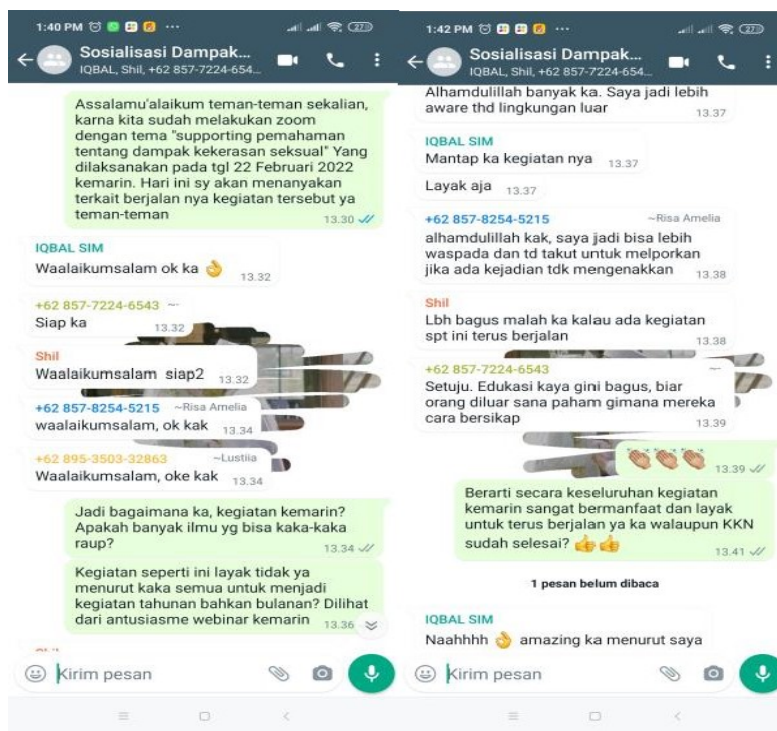 1:40 PM
27
Sosialisasi Dampak...
IQBAL, Shil, +62 857-7224-654...
Assalamu'alaikum teman-teman sekalian,
karna kita sudah melakukan zoom
dengan tema "supporting pemahaman
tentang dampak kekerasan seksual" Yang
dilaksanakan pada tgl 22 Februari 2022
kemarin. Hari ini sy akan menanyakan
terkait berjalan nya kegiatan tersebut ya
teman-teman
13.30
IQBAL SIM
Waalaikumsalam ok ka 👌 13.32
+62 857-7224-6543 ~-
Siap ka 13.32
Shil
Waalaikumsalam siap2 13.32
+62 857-8254-5215 ~Risa Amelia
waalaikumsalam, ok kak 13.34
+62 895-3503-32863 ~Lustiia
Waalaikumsalam, oke kak 13.34
Jadi bagaimana ka, kegiatan kemarin?
Apakah banyak ilmu yg bisa kaka-kaka
raup?
13.34
Kegiatan seperti ini layak tidak ya
menurut kaka semua untuk menjadi
kegiatan tahunan bahkan bulanan? Dilihat
dari antusiasme webinar kemarin 13.36
Kirim pesan
1:42 PM
27
Sosialisasi Dampak...
IQBAL, Shil, +62 857-7224-654...
Alhamdulillah banyak ka. Saya jadi lebih
aware thd lingkungan luar
13.37
IQBAL SIM
Mantap ka kegiatan nya 13.37
Layak aja 13.37
+62 857-8254-5215 ~Risa Amelia
alhamdulillah kak, saya jadi bisa lebih
waspada dan td takut untuk melporkan
jika ada kejadian tdk mengenakkan 13.38
Shil
Lbh bagus malah ka kalau ada kegiatan
spt ini terus berjalan
13.38
+62 857-7224-6543 ~-
Setuju. Edukasi kaya gini bagus, biar
orang diluar sana paham gimana mereka
cara bersikap
13.39
👏👏👏 13.39
Berarti secara keseluruhan kegiatan
kemarin sangat bermanfaat dan layak
untuk terus berjalan ya ka walaupun KKN
sudah selesai? 👍👍
13.41
1 pesan belum dibaca
IQBAL SIM
Naahhhh 👌 amazing ka menurut saya
Kirim pesan